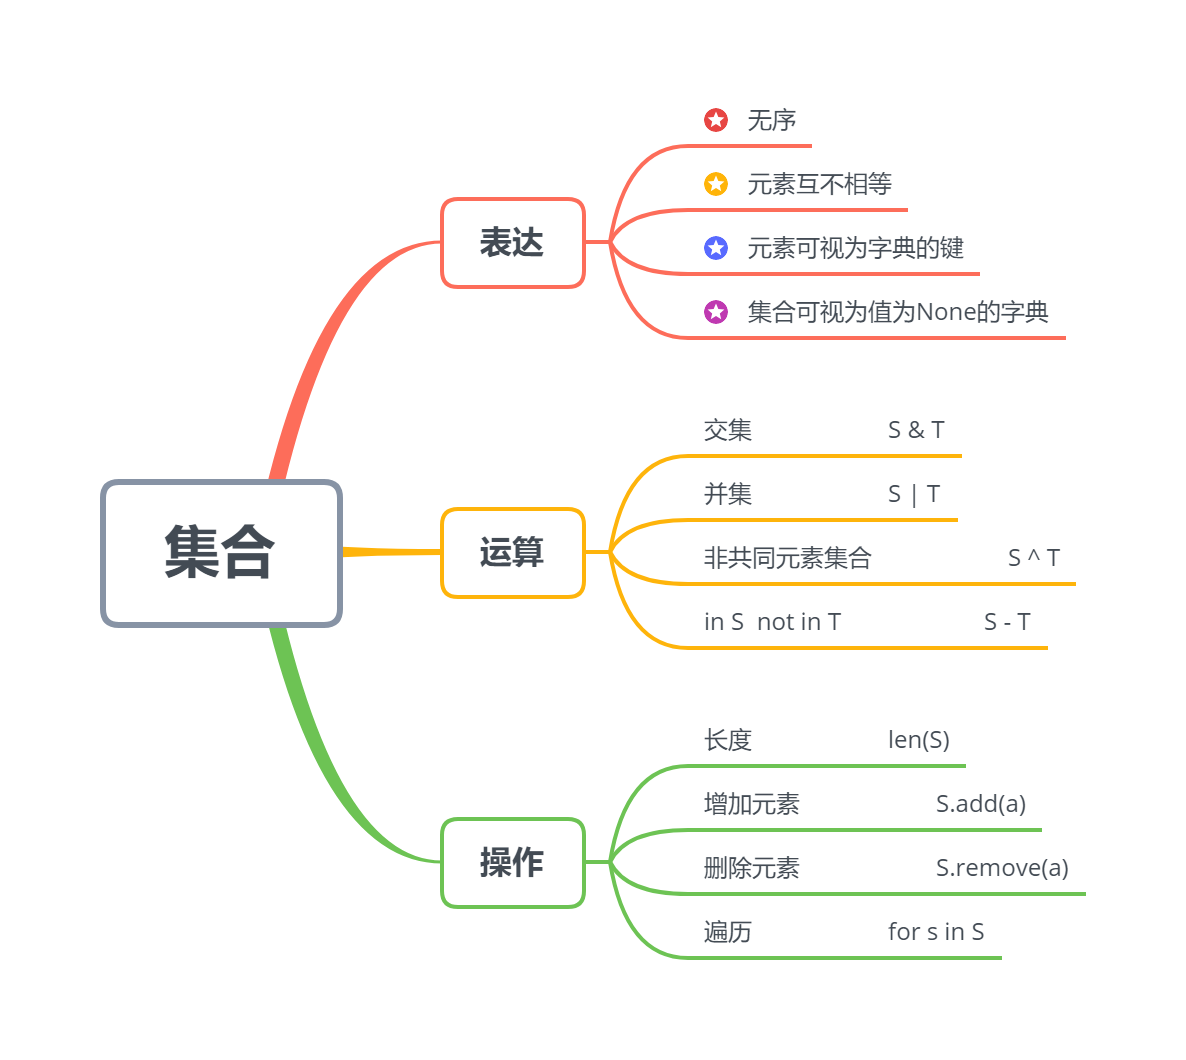 集合
表达
无序
元素互不相等
元素可视为字典的键
集合可视为值为None的字典
运算
交集 S & T
并集 S | T
非共同元素集合 S ^ T
in S not in T S - T
操作
长度 len(S)
增加元素 S.add(a)
删除元素 S.remove(a)
遍历 for s in S